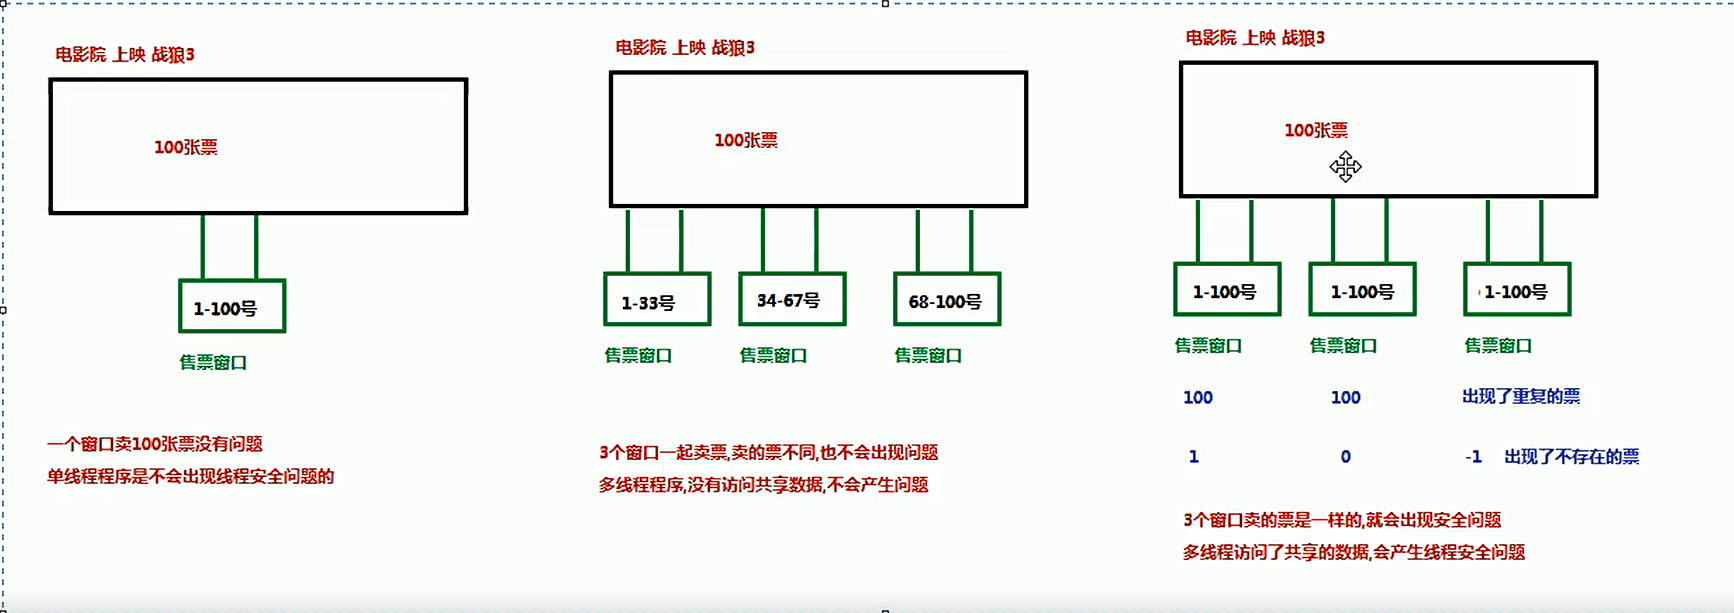 电影院 上映 战狼3
100张票
1-100号
售票窗口
一个窗口卖100张票没有问题
单线程程序是不会出现线程安全问题的
电影院 上映 战狼3
100张票
1-33号
34-67号
68-100号
售票窗口
售票窗口
售票窗口
3个窗口一起卖票,卖的票不同,也不会出现问题
多线程程序,没有访问共享数据,不会产生问题
电影院 上映 战狼3
100张票
1-100号
1-100号
1-100号
售票窗口
售票窗口
售票窗口
100 100 出现了重复的票
1 0 -1 出现了不存在的票
3个窗口卖的票是一样的,就会出现安全问题
多线程访问了共享的数据,会产生线程安全问题